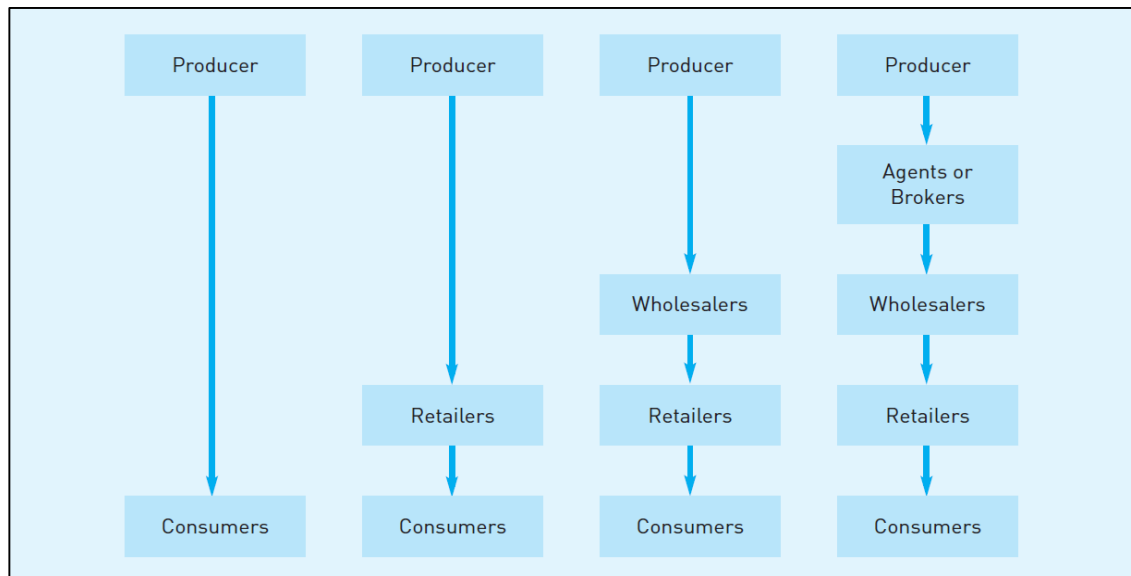 Producer
Producer
Producer
Producer
Agents or
Brokers
Wholesalers
Wholesalers
Retailers
Retailers
Retailers
Consumers
Consumers
Consumers
Consumers